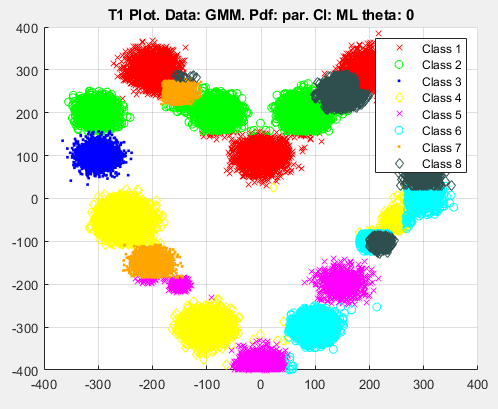 T1 Plot. Data: GMM. Pdf: par. Cl: ML theta: 0
400
300
200
100
0
-100
-200
-300
-400
-400
-300
-200
-100
0
100
200
300
400
Class 1
Class 2
Class 3
Class 4
Class 5
Class 6
Class 7
Class 8